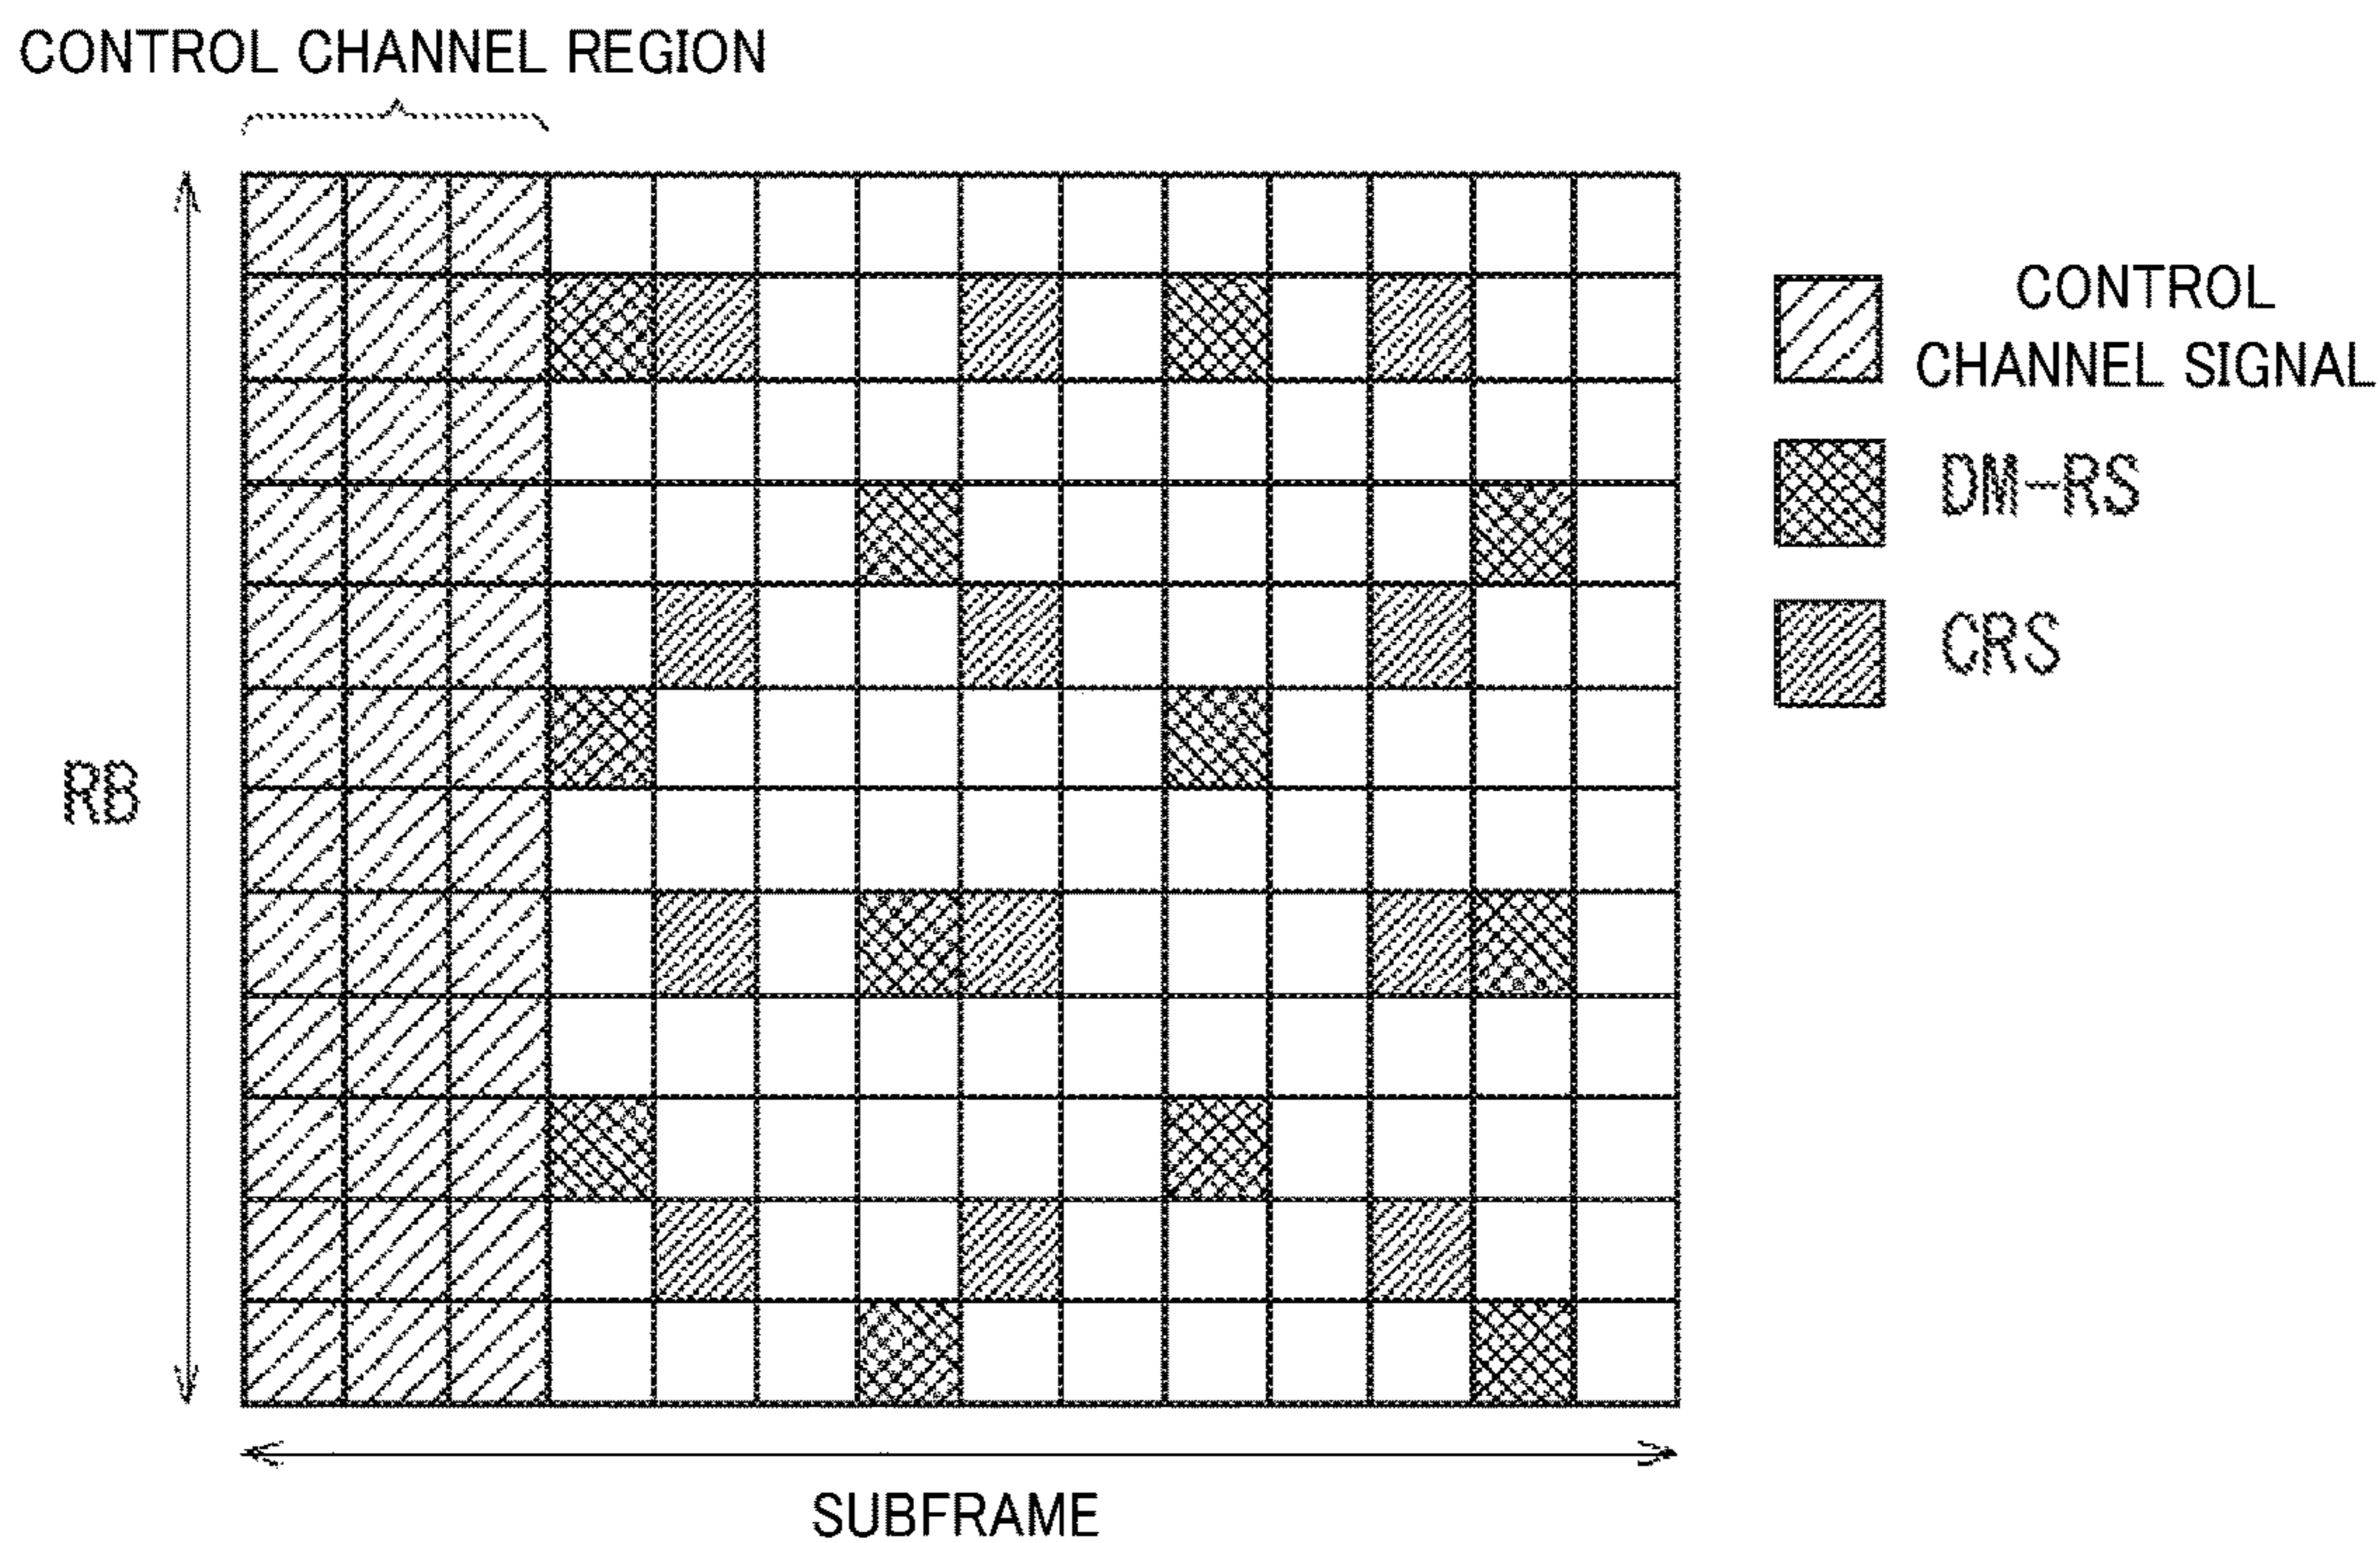 CONTROL CHANNEL REGION
CONTROL
CHANNEL SIGNAL
DM-RS
CRS
RB
SUBFRAME